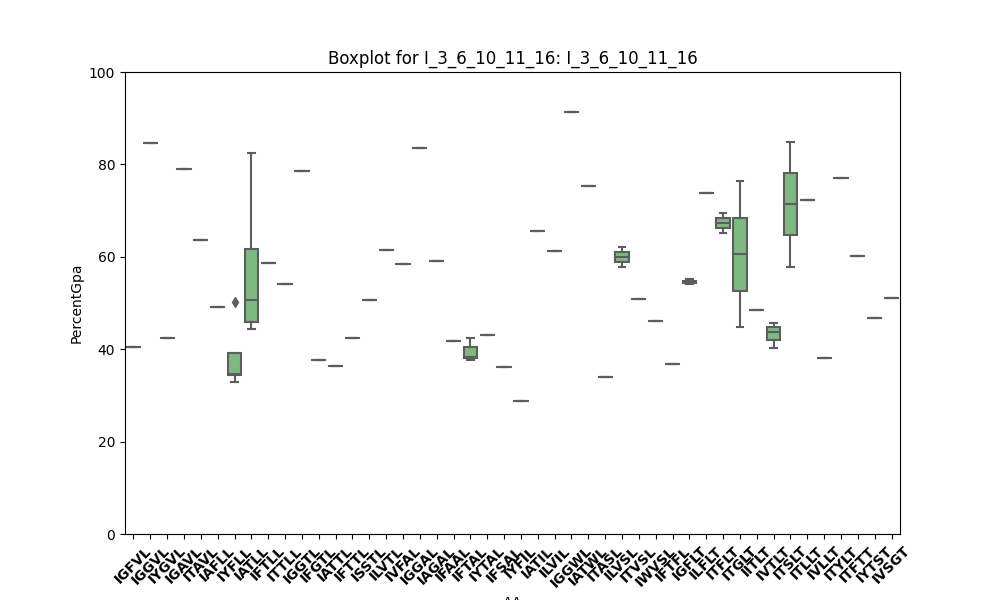 Boxplot for I_3_6_10_11_16: I_3_6_10_11_16
PercentGpa
100
80
60
40
20
0
IGFVL
IGGVL
IYGVL
IGAVL
ITAVL
IAFLL
IYFLL
IATLL
IFTLL
ITTLL
IGGTL
IFGTL
IATTL
IFTTL
ISSTL
ILVTL
IVFAL
IGGAL
IAGAL
IFAAL
IFTAL
IYTAL
IFSAL
IYFIL
IATIL
ILVIL
IGGWL
IATWL
ITASL
ILVSL
ITVSL
IWVSL
IFTFL
IGFLT
ILFLT
ITFLT
ITGLT
IITLT
IVTLT
ITSLT
ITLLT
IVLLT
ITYLT
ITFTT
IYTST
IVSGT